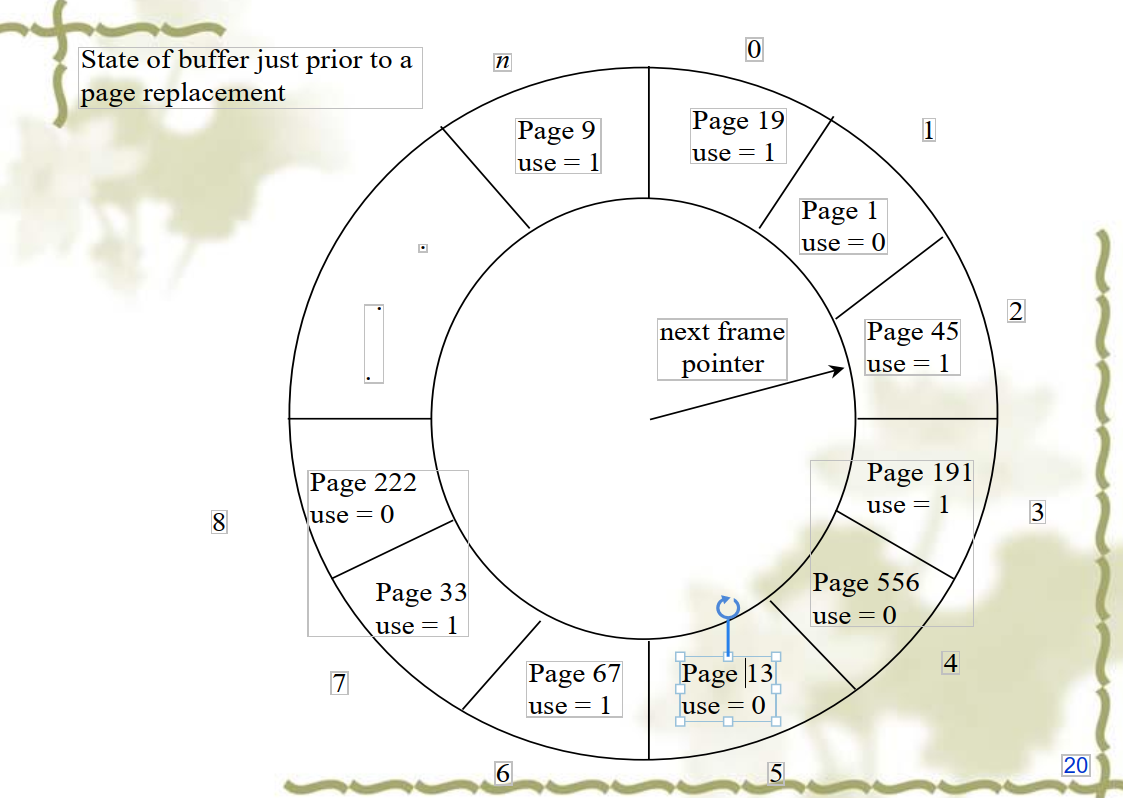 State of buffer just prior to a
page replacement
n
0
Page 9
use = 1
Page 19
use = 1
1
Page 1
use = 0
2
next frame
pointer
Page 45
use = 1
Page 191
use = 1
3
Page 222
use = 0
8
Page 556
use = 0
4
Page 33
use = 1
7
Page 67
use = 1
6
Page 13
use = 0
5
20